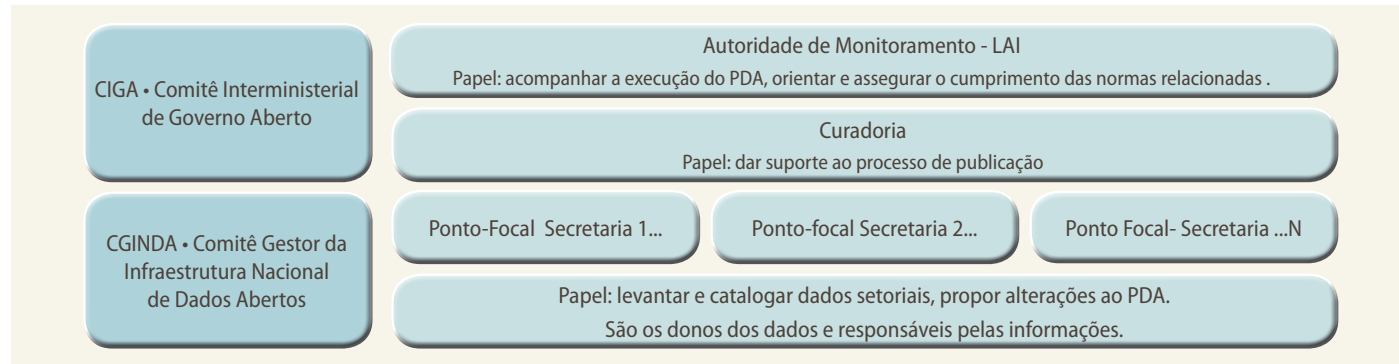 CIGA • Comitê Interministerial
de Governo Aberto
Autoridade de Monitoramento - LAI
Papel: acompanhar a execução do PDA, orientar e assegurar o cumprimento das normas relacionadas .
Curadoria
Papel: dar suporte ao processo de publicação
CGINDA • Comitê Gestor da
Infraestrutura Nacional
de Dados Abertos
Ponto-Focal Secretaria 1...
Ponto-focal Secretaria 2...
Ponto Focal- Secretaria ...N
Papel: levantar e catalogar dados setoriais, propor alterações ao PDA.
São os donos dos dados e responsáveis pelas informações.